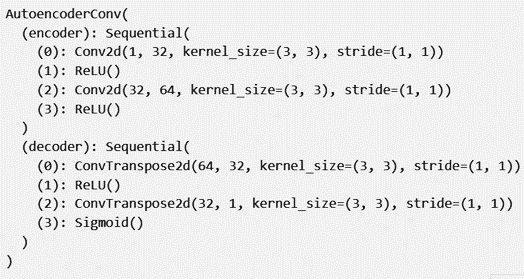 AutoencoderConv(
  (encoder): Sequential(
    (0): Conv2d(1, 32, kernel_size=(3, 3), stride=(1, 1))
    (1): ReLU()
    (2): Conv2d(32, 64, kernel_size=(3, 3), stride=(1, 1))
    (3): ReLU()
  )
  (decoder): Sequential(
    (0): ConvTranspose2d(64, 32, kernel_size=(3, 3), stride=(1, 1))
    (1): ReLU()
    (2): ConvTranspose2d(32, 1, kernel_size=(3, 3), stride=(1, 1))
    (3): Sigmoid()
  )
)